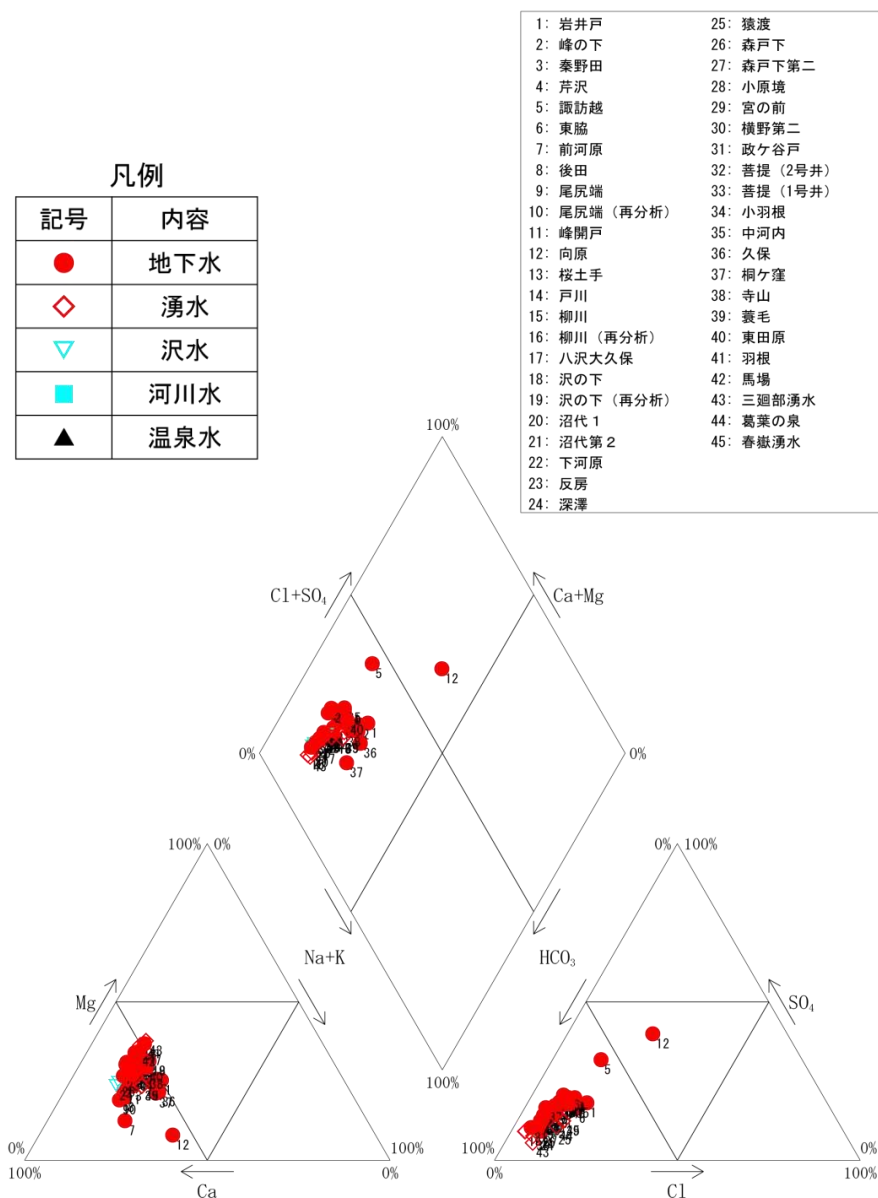 1: 岩井戸
2: 峰の下
3: 秦野田
4: 芹沢
5: 諏訪越
6: 東脇
7: 前河原
8: 後田
9: 尾尻端
10: 尾尻端（再分析）
11: 峰開戸
12: 向原
13: 桜土手
14: 戸川
15: 柳川
16: 柳川（再分析）
17: 八沢大久保
18: 沢の下
19: 沢の下（再分析）
20: 沼代１
21: 沼代第２
22: 下河原
23: 反房
24: 深澤
25: 猿渡
26: 森戸下
27: 森戸下第二
28: 小原境
29: 宮の前
30: 横野第二
31: 政ケ谷戸
32: 菩提（2号井）
33: 菩提（1号井）
34: 小羽根
35: 中河内
36: 久保
37: 桐ケ窪
38: 寺山
39: 蓑毛
40: 東田原
41: 羽根
42: 馬場
43: 三廻部湧水
44: 葛葉の泉
45: 春嶽湧水
凡例
記号 内容
地下水
湧水
沢水
河川水
温泉水
100%
Cl+SO₄ Ca+Mg
5
12
36
37
0% 0%
100% 0% 0% 100%
Na+K HCO₃
Mg SO₄
100%
12
5
7
12
1
43
0% 100% 0% 100%
100% 0% 0% 100%
Ca Cl